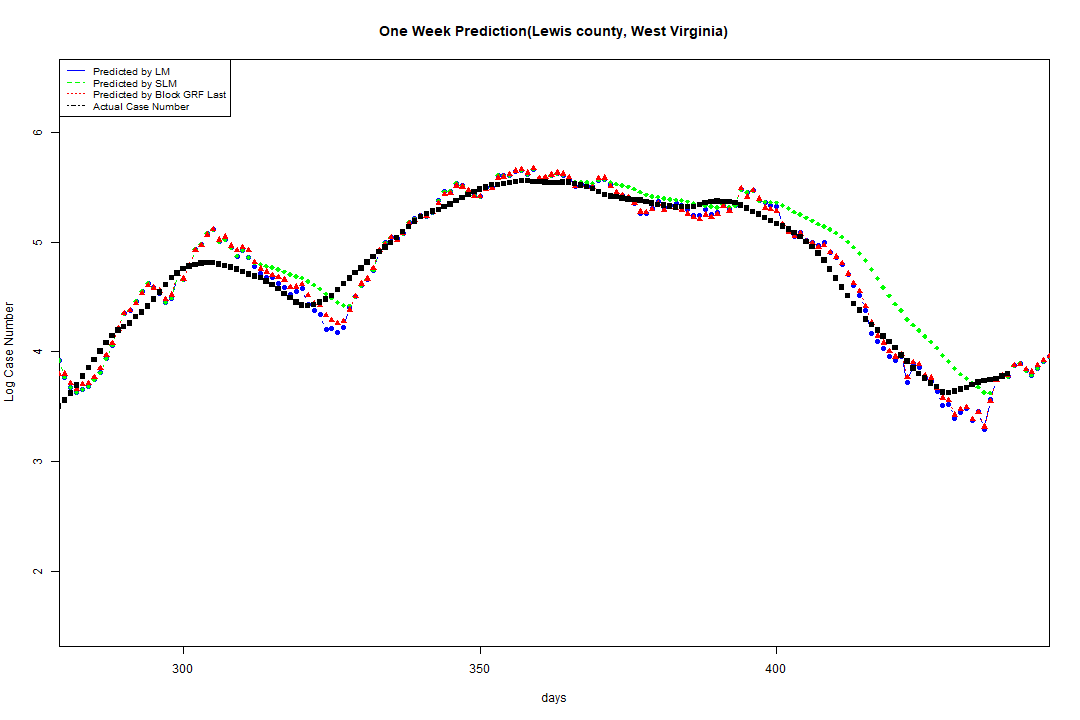 One Week Prediction(Lewis county, West Virginia)
Predicted by LM
Predicted by SLM
Predicted by Block GRF Last
Actual Case Number
Log Case Number
6
5
4
3
2
300
350
400
days